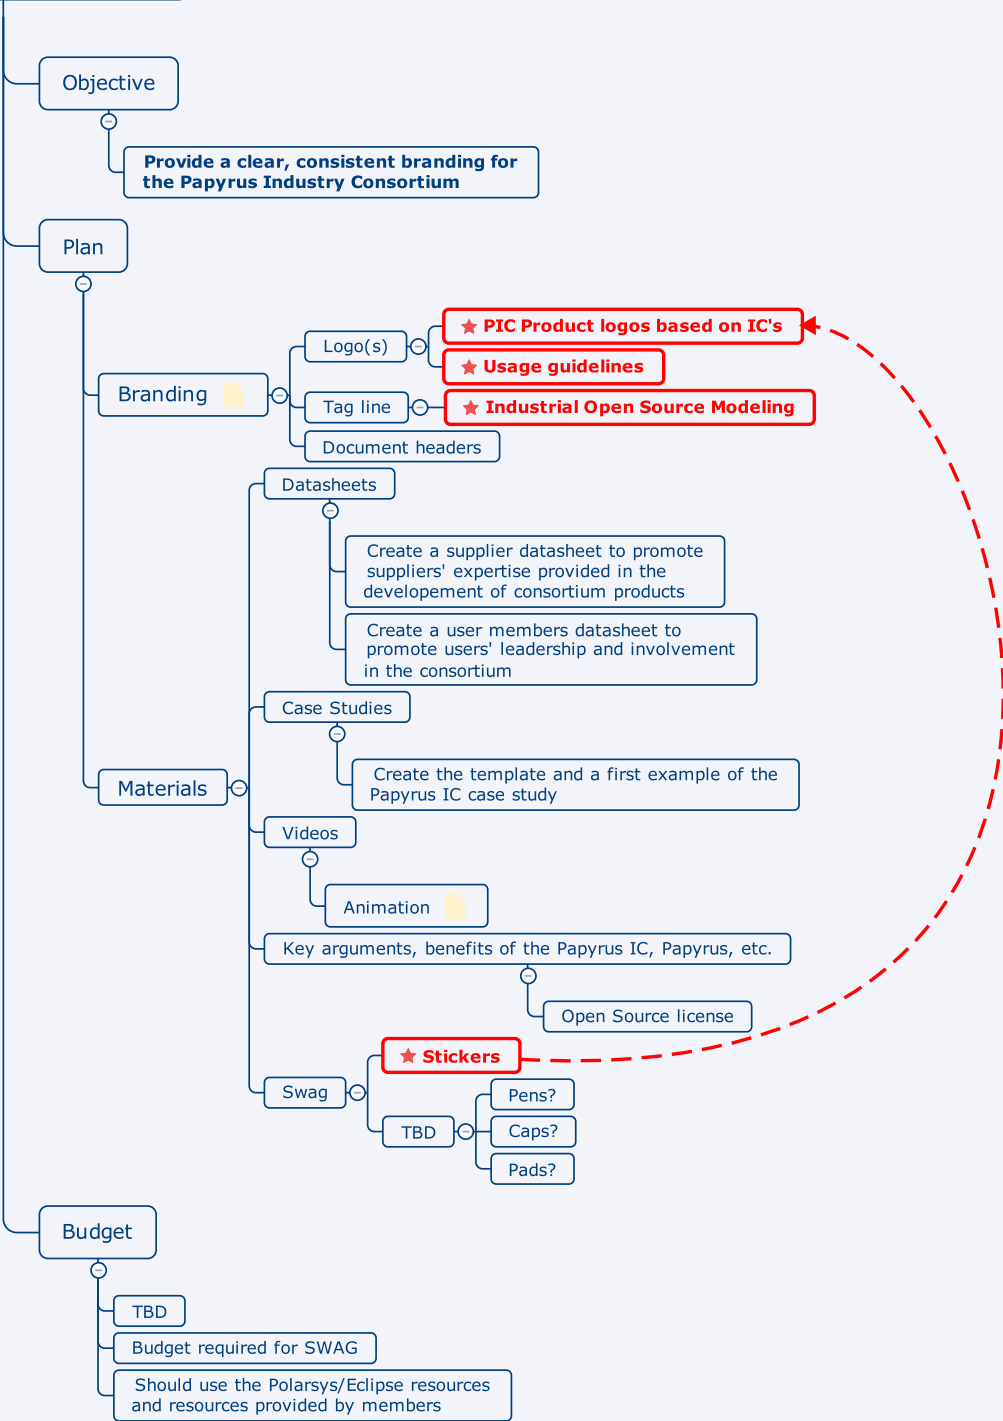 Objective
Provide a clear, consistent branding for
the Papyrus Industry Consortium
Plan
PIC Product logos based on IC's
Logo(s)
Usage guidelines
Branding
Tag line
Industrial Open Source Modeling
Document headers
Datasheets
Create a supplier datasheet to promote
suppliers' expertise provided in the
developement of consortium products
Create a user members datasheet to
promote users' leadership and involvement
in the consortium
Case Studies
Create the template and a first example of the
Papyrus IC case study
Materials
Videos
Animation
Key arguments, benefits of the Papyrus IC, Papyrus, etc.
Open Source license
Stickers
Swag
Pens?
TBD
Caps?
Pads?
Budget
TBD
Budget required for SWAG
Should use the Polarsys/Eclipse resources
and resources provided by members